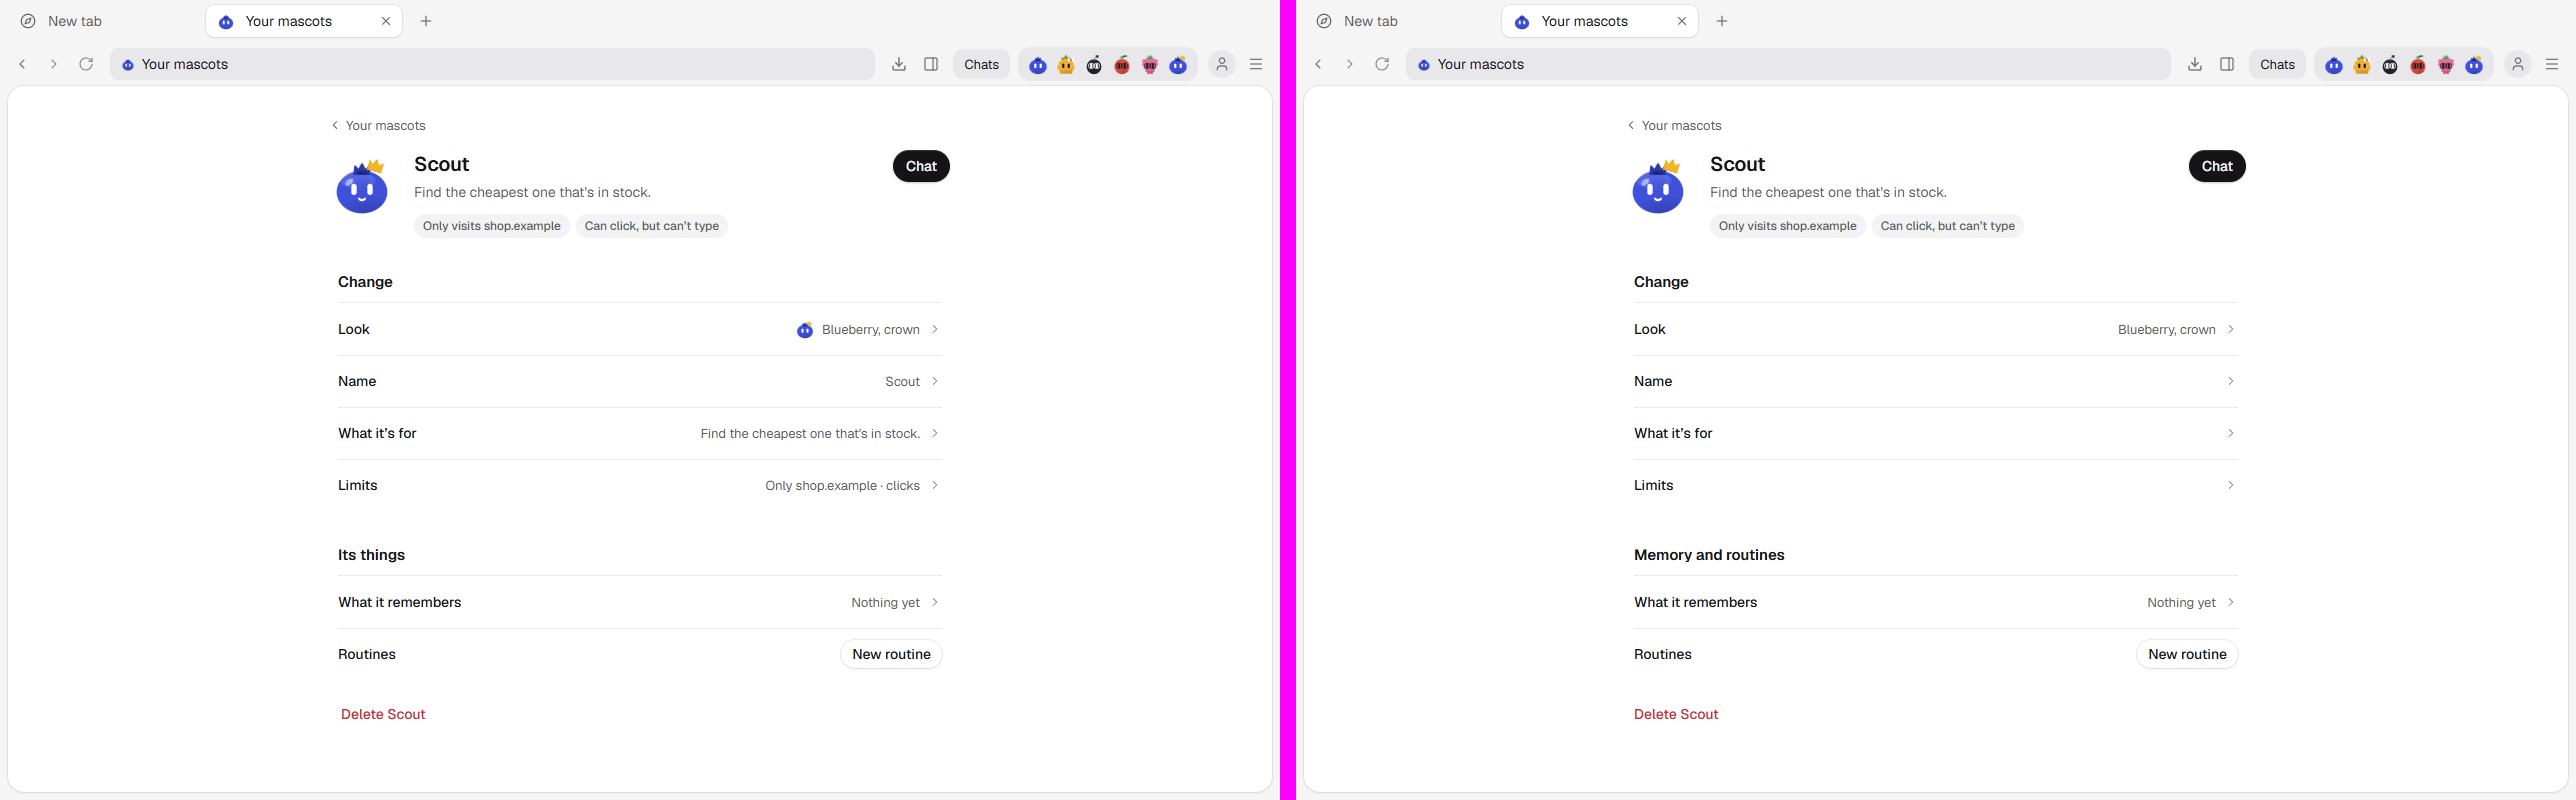 New tab
Your mascots
Your mascots
Chats
Your mascots
Scout
Chat
Find the cheapest one that's in stock.
Only visits shop.example
Can click, but can't type
Change
Look
Blueberry, crown
Name
Scout
What it's for
Find the cheapest one that's in stock.
Limits
Only shop.example · clicks
Its things
What it remembers
Nothing yet
Routines
New routine
Delete Scout
New tab
Your mascots
Your mascots
Chats
Your mascots
Scout
Chat
Find the cheapest one that's in stock.
Only visits shop.example
Can click, but can't type
Change
Look
Blueberry, crown
Name
What it's for
Limits
Memory and routines
What it remembers
Nothing yet
Routines
New routine
Delete Scout